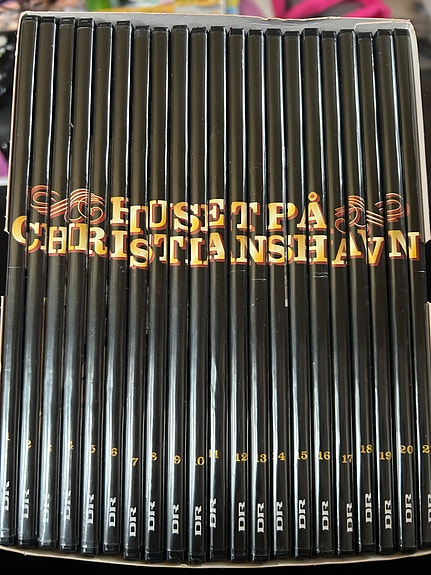 HUSET PÅ
CHRISTIANSHAVN
1 2 3 4 5 6 7 8 9 10 11 12 13 14 15 16 17 18 19 20
DR DR DR DR DR DR DR DR DR DR DR DR DR DR DR DR DR DR DR DR DR